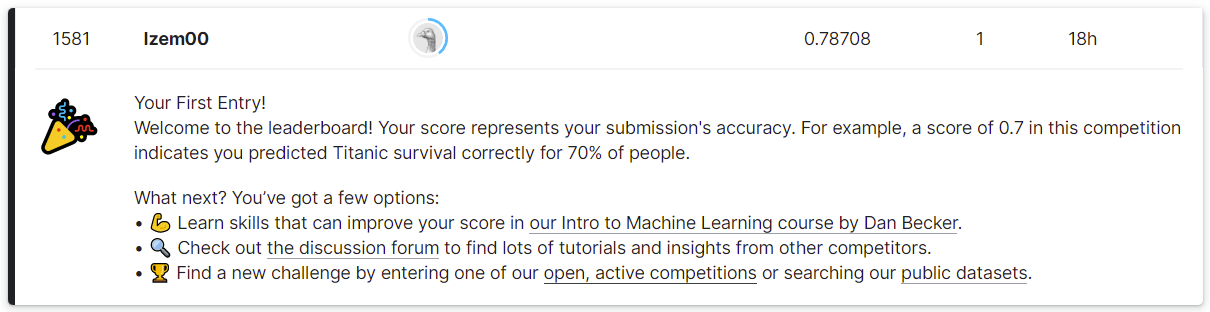 1581 Izem00 0.78708 1 18h
Your First Entry!
Welcome to the leaderboard! Your score represents your submission's accuracy. For example, a score of 0.7 in this competition
indicates you predicted Titanic survival correctly for 70% of people.
What next? You’ve got a few options:
• 💪 Learn skills that can improve your score in our Intro to Machine Learning course by Dan Becker.
• 🔍 Check out the discussion forum to find lots of tutorials and insights from other competitors.
• 🏆 Find a new challenge by entering one of our open, active competitions or searching our public datasets.